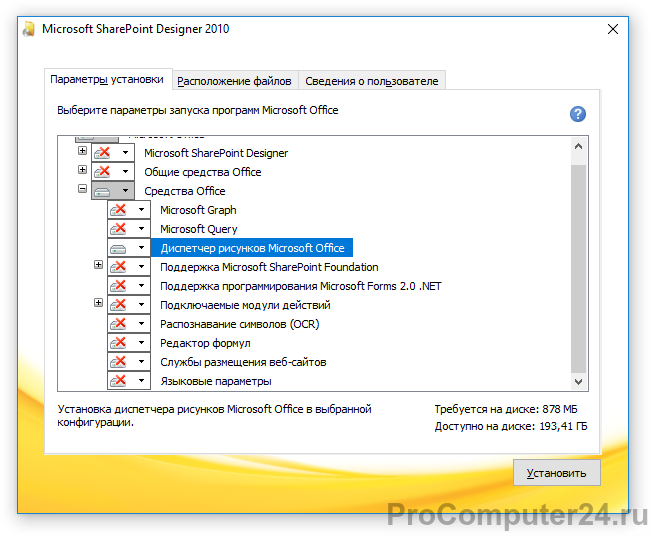 Microsoft SharePoint Designer 2010
Параметры установки
Расположение файлов
Сведения о пользователе
Выберите параметры запуска программ Microsoft Office
Microsoft Office
Microsoft SharePoint Designer
Общие средства Office
Средства Office
Microsoft Graph
Microsoft Query
Диспетчер рисунков Microsoft Office
Поддержка Microsoft SharePoint Foundation
Поддержка программирования Microsoft Forms 2.0 .NET
Подключаемые модули действий
Распознавание символов (OCR)
Редактор формул
Службы размещения веб-сайтов
Языковые параметры
Установка диспетчера рисунков Microsoft Office в выбранной
конфигурации.
Требуется на диске: 878 МБ
Доступно на диске: 193,41 ГБ
Установить
ProComputer24.ru